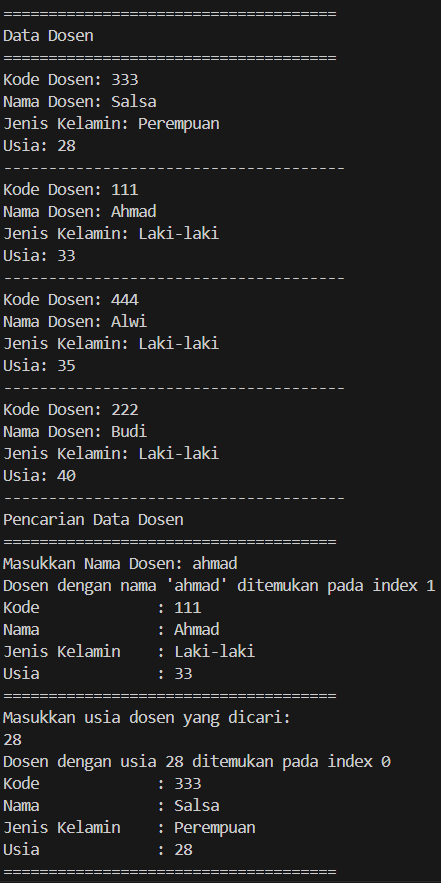 =====================================
Data Dosen
=====================================
Kode Dosen: 333
Nama Dosen: Salsa
Jenis Kelamin: Perempuan
Usia: 28
--------------------------------------
Kode Dosen: 111
Nama Dosen: Ahmad
Jenis Kelamin: Laki-laki
Usia: 33
--------------------------------------
Kode Dosen: 444
Nama Dosen: Alwi
Jenis Kelamin: Laki-laki
Usia: 35
--------------------------------------
Kode Dosen: 222
Nama Dosen: Budi
Jenis Kelamin: Laki-laki
Usia: 40
--------------------------------------
Pencarian Data Dosen
=====================================
Masukkan Nama Dosen: ahmad
Dosen dengan nama 'ahmad' ditemukan pada index 1
Kode             : 111
Nama             : Ahmad
Jenis Kelamin    : Laki-laki
Usia             : 33
=====================================
Masukkan usia dosen yang dicari:
28
Dosen dengan usia 28 ditemukan pada index 0
Kode             : 333
Nama             : Salsa
Jenis Kelamin    : Perempuan
Usia             : 28
=====================================